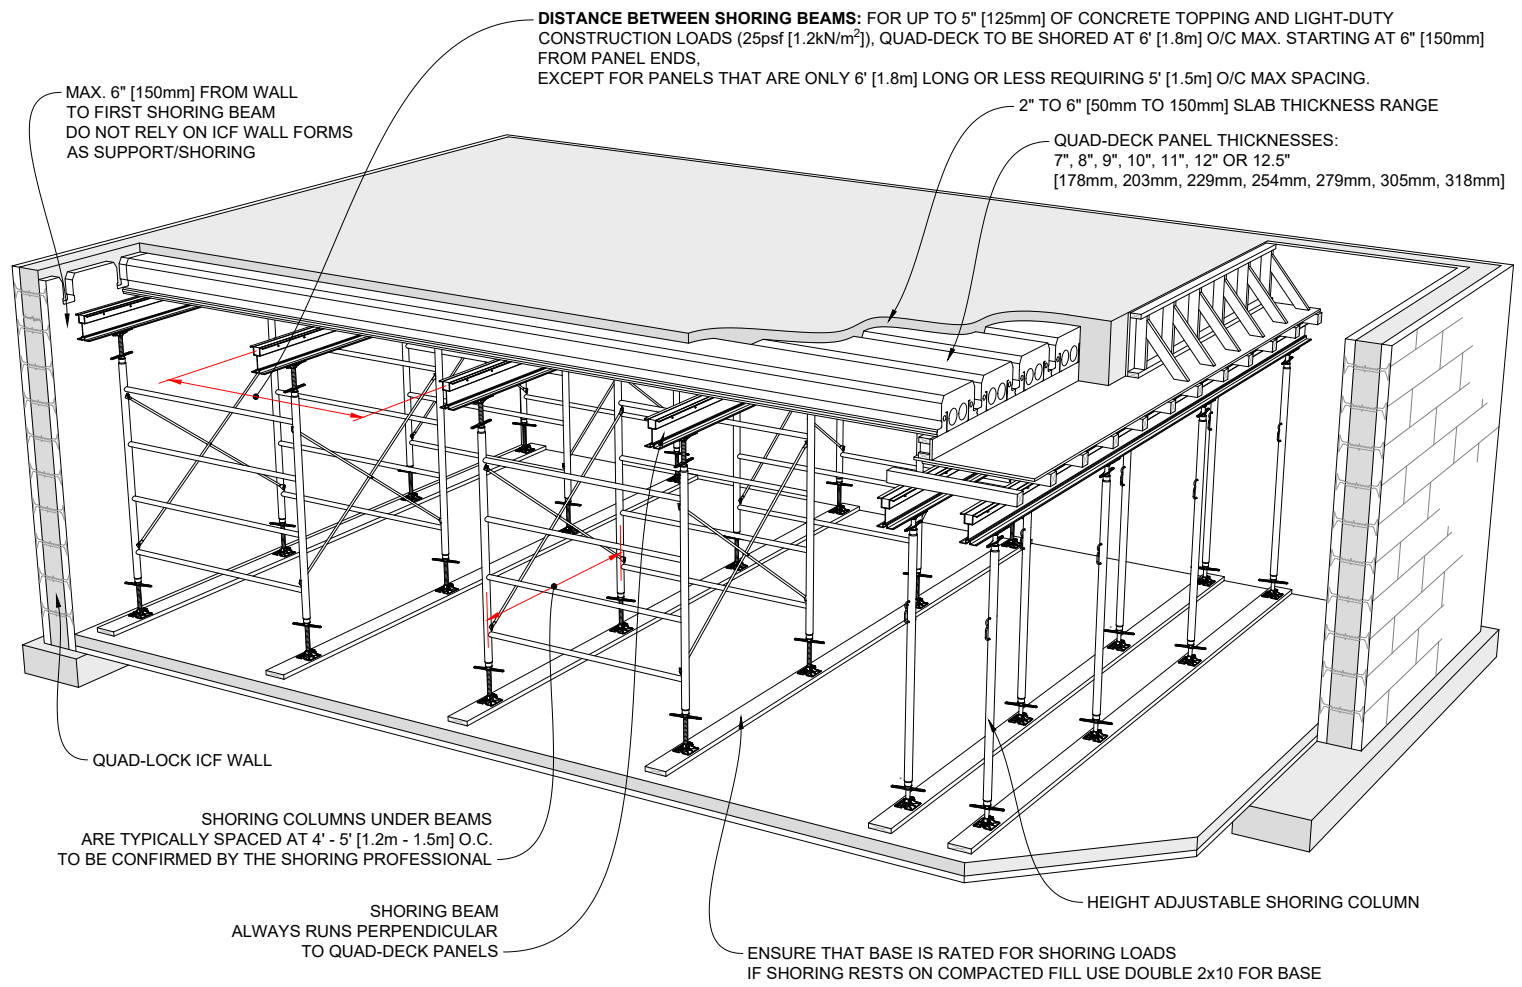 DISTANCE BETWEEN SHORING BEAMS: FOR UP TO 5" [125mm] OF CONCRETE TOPPING AND LIGHT-DUTY
CONSTRUCTION LOADS (25psf [1.2kN/m²]), QUAD-DECK TO BE SHORED AT 6' [1.8m] O/C MAX. STARTING AT 6" [150mm]
FROM PANEL ENDS,
EXCEPT FOR PANELS THAT ARE ONLY 6' [1.8m] LONG OR LESS REQUIRING 5' [1.5m] O/C MAX SPACING.
MAX. 6" [150mm] FROM WALL
TO FIRST SHORING BEAM
DO NOT RELY ON ICF WALL FORMS
AS SUPPORT/SHORING
2" TO 6" [50mm TO 150mm] SLAB THICKNESS RANGE
QUAD-DECK PANEL THICKNESSES:
7", 8", 9", 10", 11", 12" OR 12.5"
[178mm, 203mm, 229mm, 254mm, 279mm, 305mm, 318mm]
QUAD-LOCK ICF WALL
SHORING COLUMNS UNDER BEAMS
ARE TYPICALLY SPACED AT 4' - 5' [1.2m - 1.5m] O.C.
TO BE CONFIRMED BY THE SHORING PROFESSIONAL
SHORING BEAM
ALWAYS RUNS PERPENDICULAR
TO QUAD-DECK PANELS
HEIGHT ADJUSTABLE SHORING COLUMN
ENSURE THAT BASE IS RATED FOR SHORING LOADS
IF SHORING RESTS ON COMPACTED FILL USE DOUBLE 2x10 FOR BASE